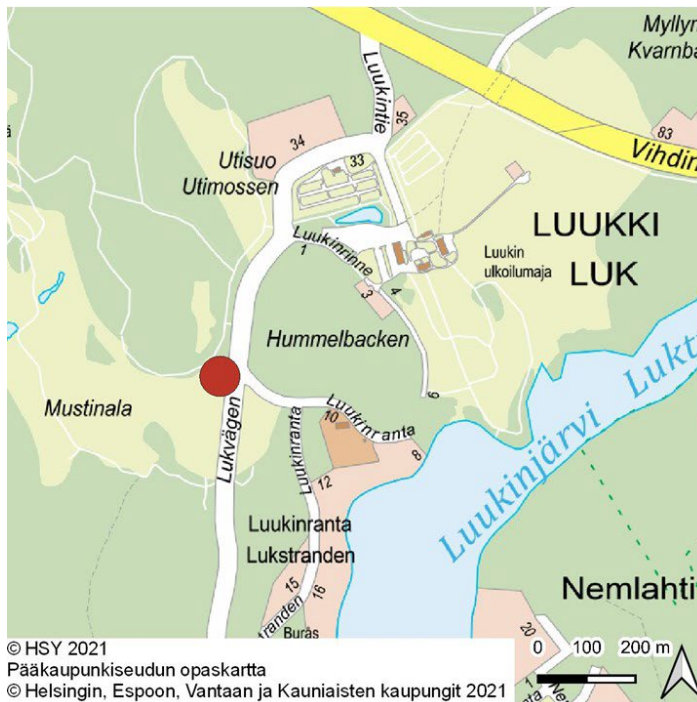 Myllyn
Kvarnba
Luukintie
35
34
83
Vihdin
Utisuo
Utimossen
33
LUUKKI
LUK
Luukinrinne
1
Luukin
ulkoilumaja
3
4
Hummelbacken
6
Luukinjärvi Lukt
Mustinala
Lukvägen
Luukinranta
10
Luukinranta
8
12
Luukinranta
Lukstranden
15
16
stranden
Burås
Nemlahti
20
1
© HSY 2021
Pääkaupunkiseudun opaskartta
© Helsingin, Espoon, Vantaan ja Kauniaisten kaupungit 2021
0 100 200 m